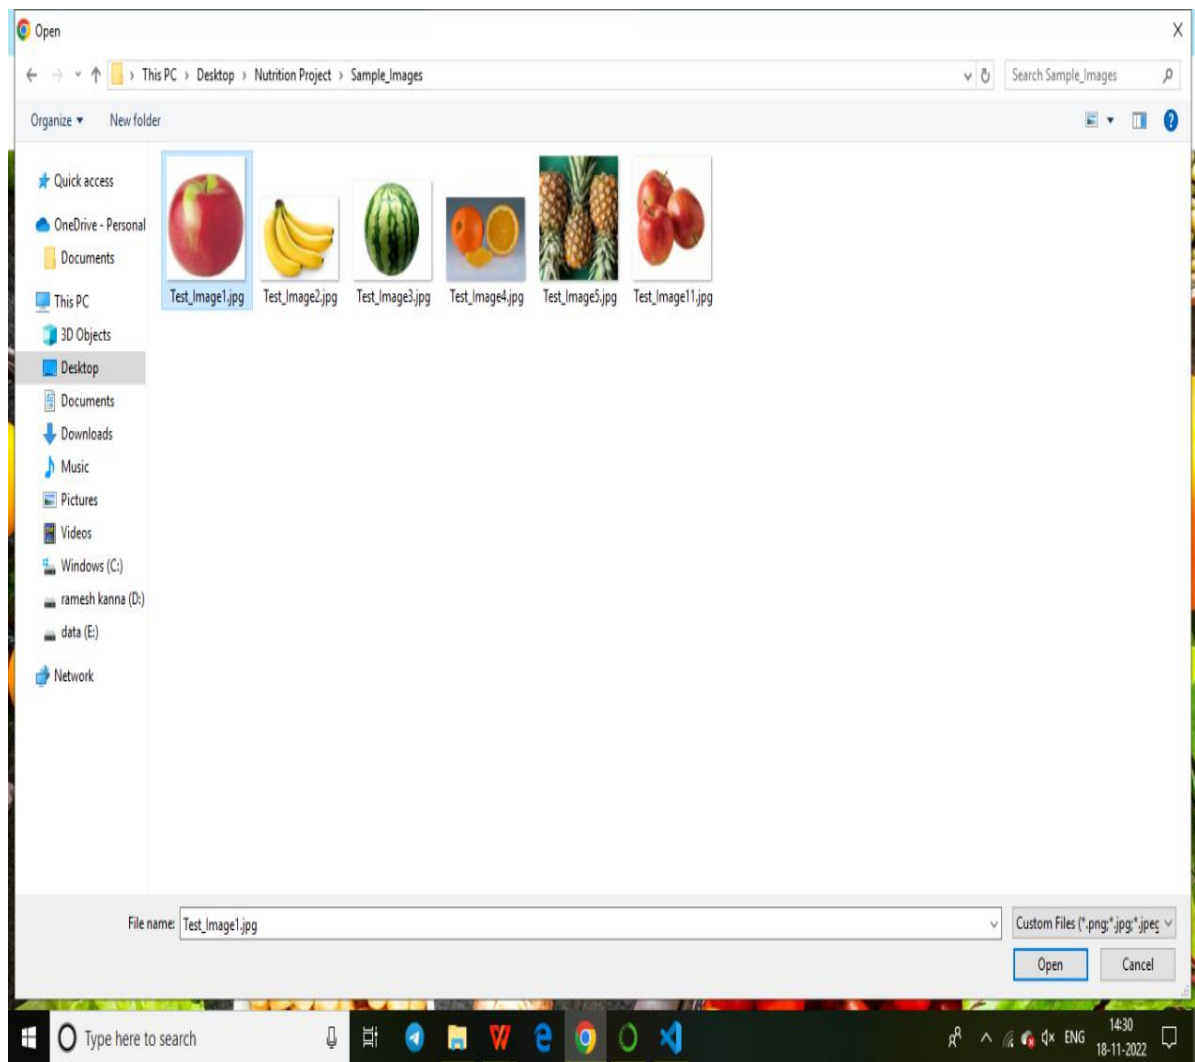 Open
This PC > Desktop > Nutrition Project > Sample_Images
Search Sample_Images
Organize
New folder
Quick access
OneDrive - Personal
Documents
This PC
3D Objects
Desktop
Documents
Downloads
Music
Pictures
Videos
Windows (C:)
ramesh kanna (D:)
data (E:)
Network
Test_Image1.jpg
Test_Image2.jpg
Test_Image3.jpg
Test_Image4.jpg
Test_Image5.jpg
Test_Image11.jpg
File name: Test_Image1.jpg
Custom Files (*.png;*.jpg;*.jpeg
Open
Cancel
Type here to search
ENG
14:30
18-11-2022